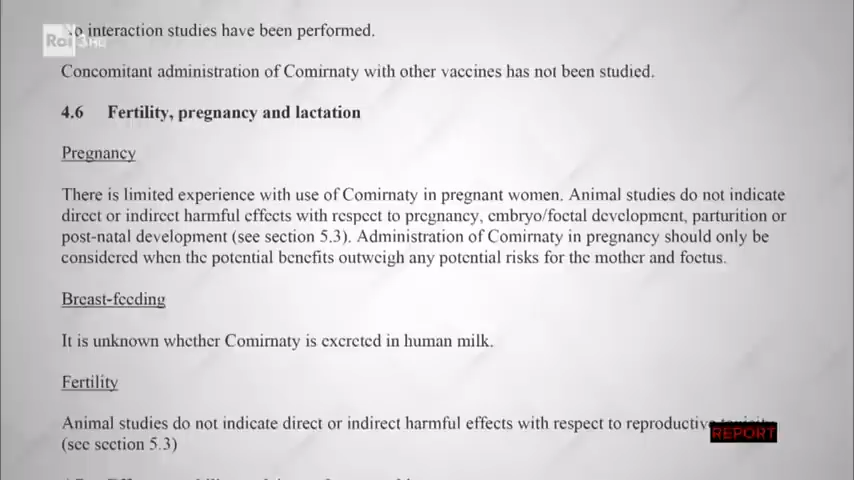 Rai 3 HD
No interaction studies have been performed.
Concomitant administration of Comirnaty with other vaccines has not been studied.
4.6 Fertility, pregnancy and lactation
Pregnancy
There is limited experience with use of Comirnaty in pregnant women. Animal studies do not indicate
direct or indirect harmful effects with respect to pregnancy, embryo/foetal development, parturition or
post-natal development (see section 5.3). Administration of Comirnaty in pregnancy should only be
considered when the potential benefits outweigh any potential risks for the mother and foetus.
Breast-feeding
It is unknown whether Comirnaty is excreted in human milk.
Fertility
Animal studies do not indicate direct or indirect harmful effects with respect to reproductive
REPORT
(see section 5.3)